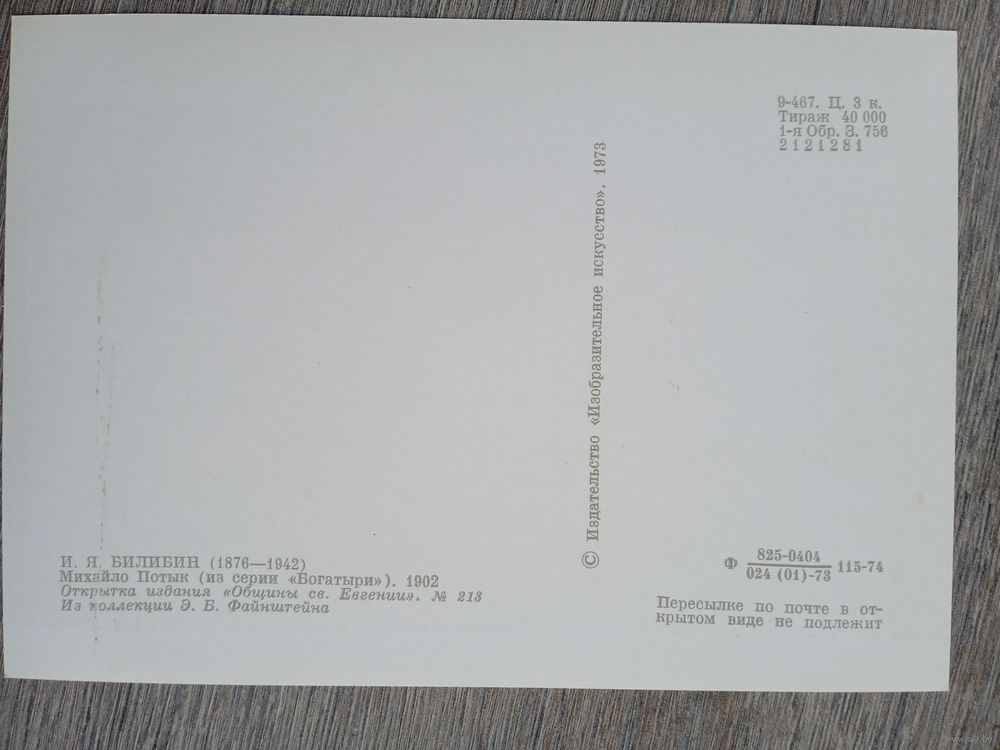 9-467. Ц. 3 к.
Тираж 40 000
1-я Обр. З. 756
2121281
© Издательство «Изобразительное искусство». 1973
И. Я. БИЛИБИН (1876—1942)
Михайло Потык (из серии «Богатыри»). 1902
Открытка издания «Общины св. Евгении». № 213
Из коллекции Э. Б. Файнштейна
Ф 825-0404 115-74
024 (01)-73
Пересылке по почте в от-
крытом виде не подлежит